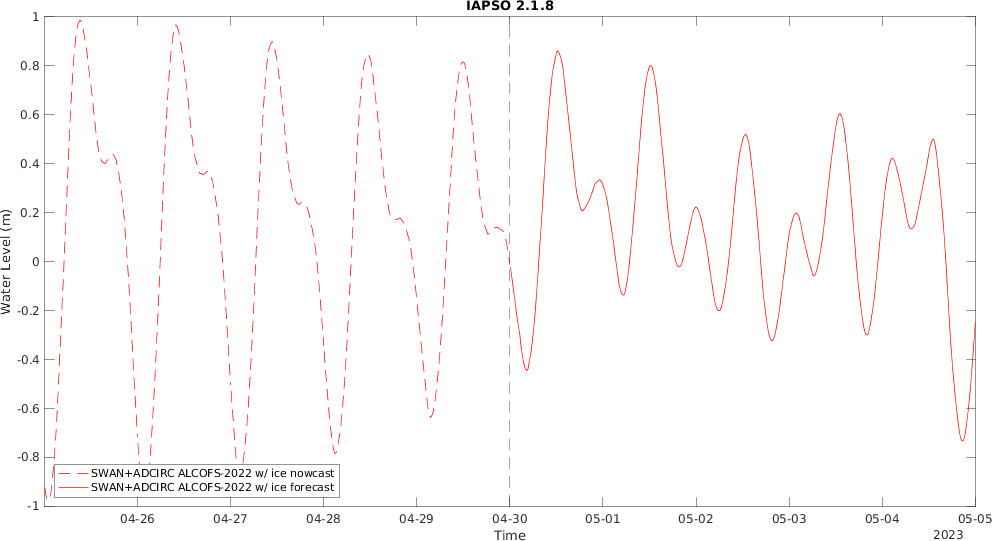 IAPSO 2.1.8
1
0.8
0.6
0.4
0.2
0
-0.2
-0.4
-0.6
-0.8
-1
Water Level (m)
SWAN+ADCIRC ALCOFS-2022 w/ ice nowcast
SWAN+ADCIRC ALCOFS-2022 w/ ice forecast
04-26 04-27 04-28 04-29 04-30 05-01 05-02 05-03 05-04 05-05
Time
2023